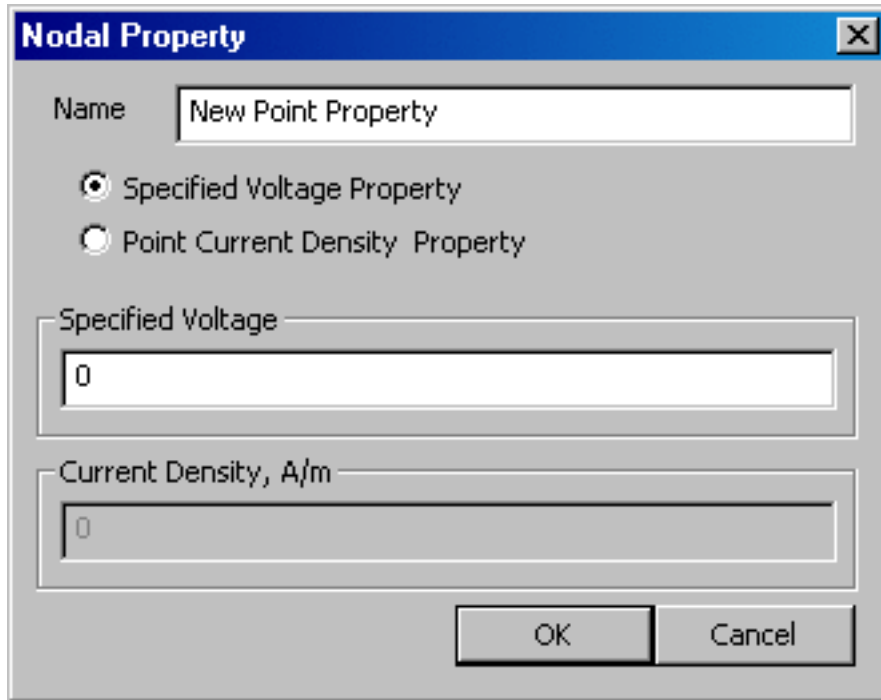 Nodal Property
Name New Point Property
Specified Voltage Property
Point Current Density  Property
Specified Voltage
0
Current Density, A/m
0
OK Cancel